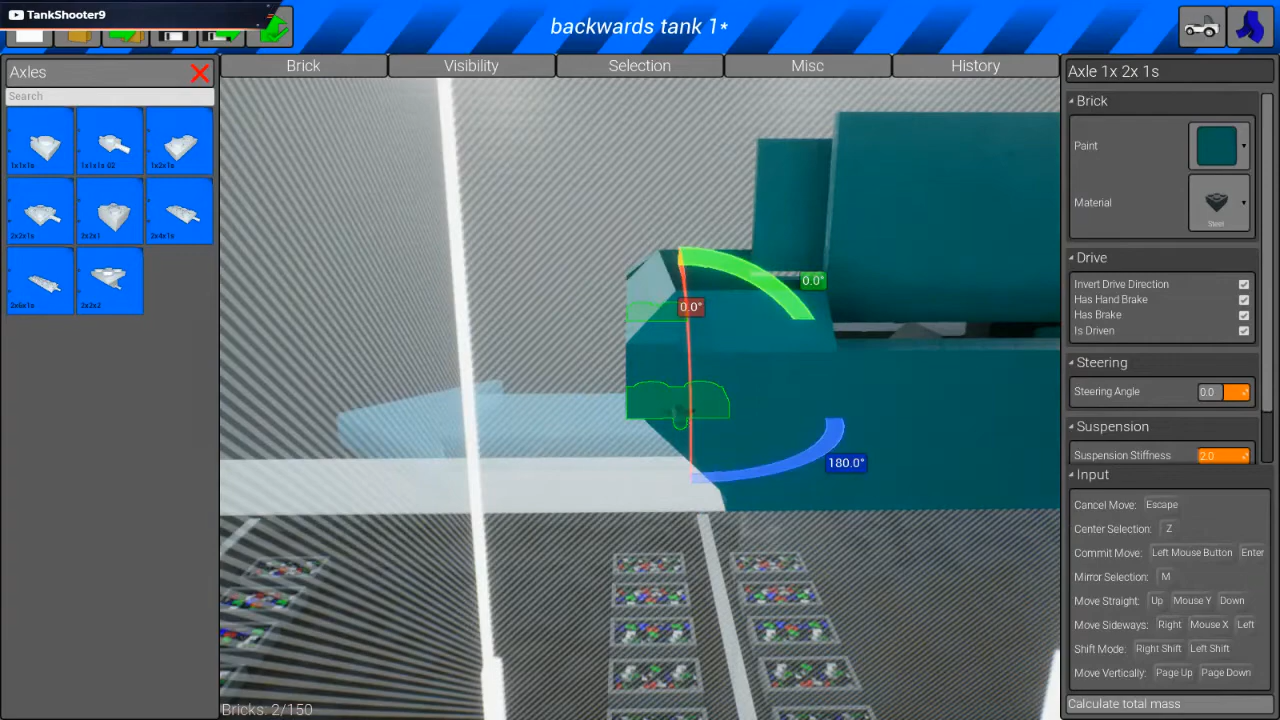 TankShooter9
backwards tank 1*
Axles
Search
1x1x1s
1x1x1s 02
1x2x1s
2x2x1s
2x2x1
2x4x1s
2x6x1s
2x2x2
Brick
Visibility
Selection
Misc
History
0.0°
0.0°
180.0°
Bricks: 2/150
Axle 1x 2x 1s
Brick
Paint
Material
Steel
Drive
Invert Drive Direction
Has Hand Brake
Has Brake
Is Driven
Steering
Steering Angle 0.0
Suspension
Suspension Stiffness 2.0
Input
Cancel Move: Escape
Center Selection: Z
Commit Move: Left Mouse Button Enter
Mirror Selection: M
Move Straight: Up Mouse Y Down
Move Sideways: Right Mouse X Left
Shift Mode: Right Shift Left Shift
Move Vertically: Page Up Page Down
Calculate total mass